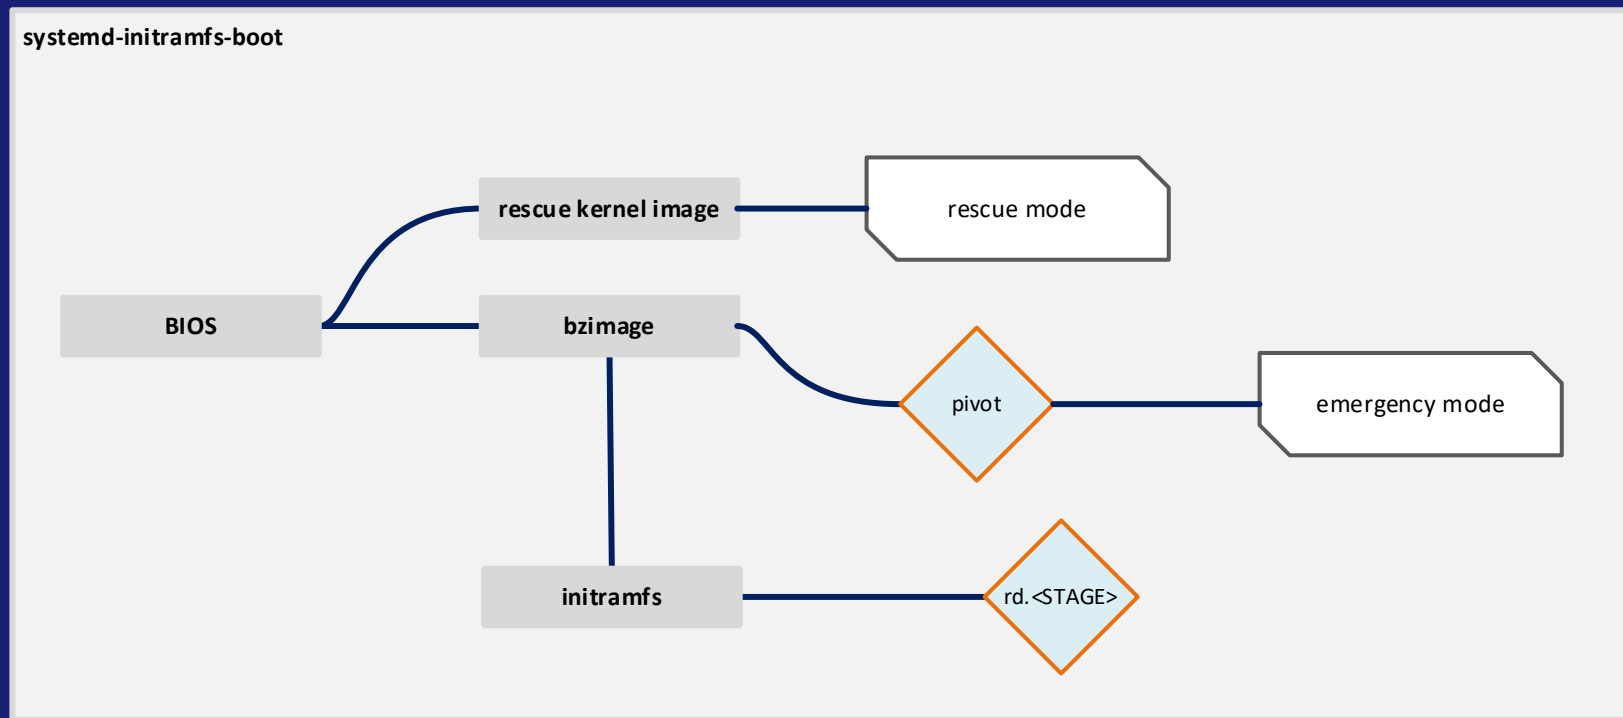 systemd-initramfs-boot
rescue kernel image
rescue mode
BIOS
bzimage
pivot
emergency mode
initramfs
rd.<STAGE>